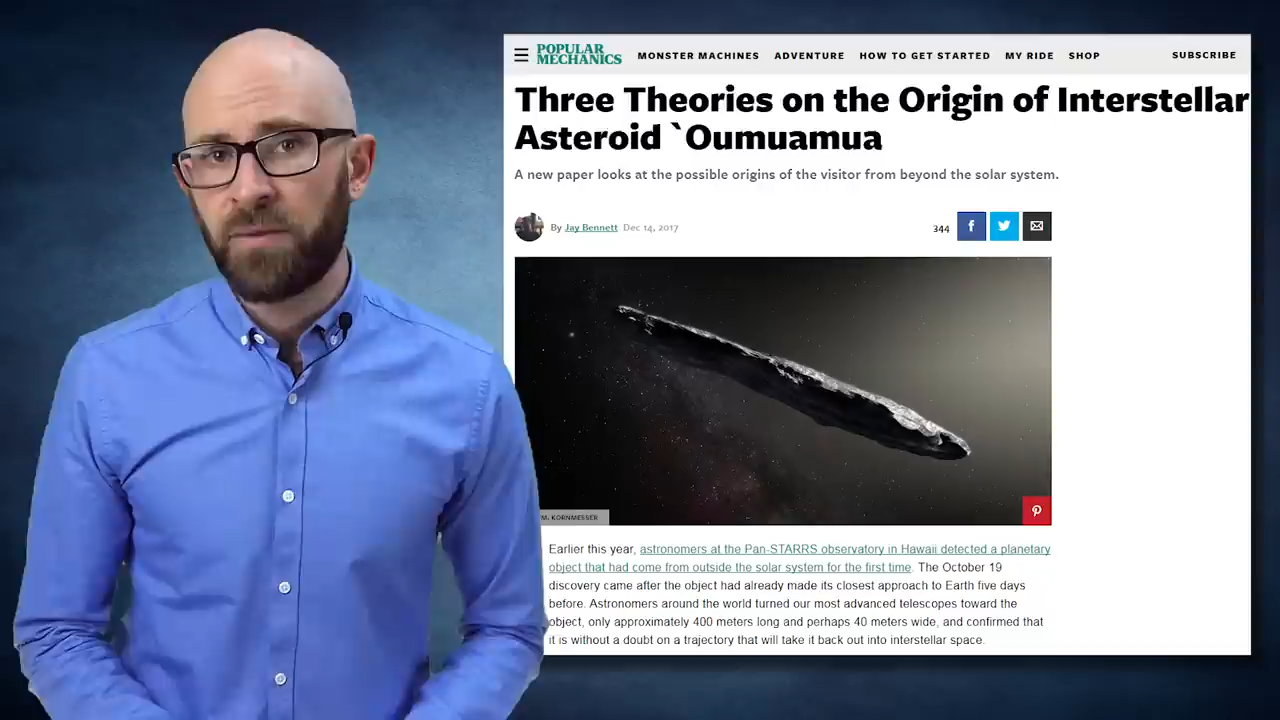 POPULAR
MECHANICS
MONSTER MACHINES ADVENTURE HOW TO GET STARTED MY RIDE SHOP SUBSCRIBE
Three Theories on the Origin of Interstellar
Asteroid `Oumuamua
A new paper looks at the possible origins of the visitor from beyond the solar system.
By Jay Bennett Dec 14, 2017
344
M. KORNMESSER
Earlier this year, astronomers at the Pan-STARRS observatory in Hawaii detected a planetary
object that had come from outside the solar system for the first time. The October 19
discovery came after the object had already made its closest approach to Earth five days
before. Astronomers around the world turned our most advanced telescopes toward the
object, only approximately 400 meters long and perhaps 40 meters wide, and confirmed that
it is without a doubt on a trajectory that will take it back out into interstellar space.